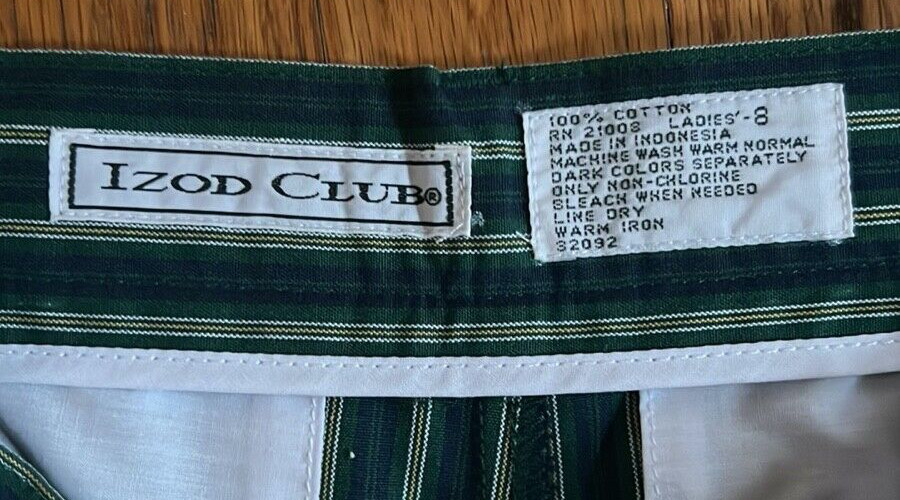 IZOD CLUB®
100% COTTON
RN 21008 LADIES'-8
MADE IN INDONESIA
MACHINE WASH WARM NORMAL
DARK COLORS SEPARATELY
ONLY NON-CHLORINE
BLEACH WHEN NEEDED
LINE DRY
WARM IRON
S2092